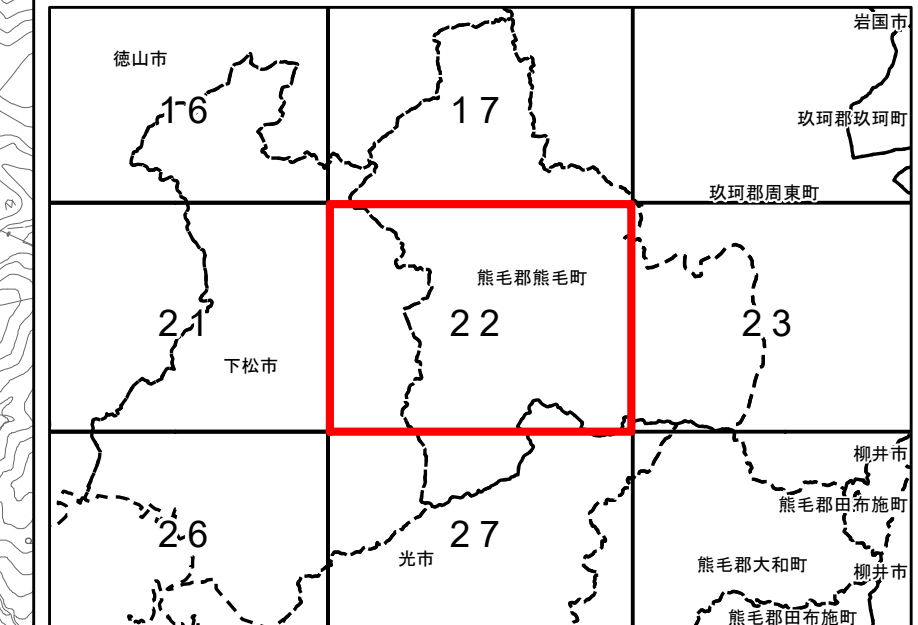 岩国市
徳山市
16
17
玖珂郡玖珂町
玖珂郡周東町
熊毛郡熊毛町
21
22
23
下松市
柳井市
熊毛郡田布施町
26
27
光市
熊毛郡大和町
柳井市
熊毛郡田布施町